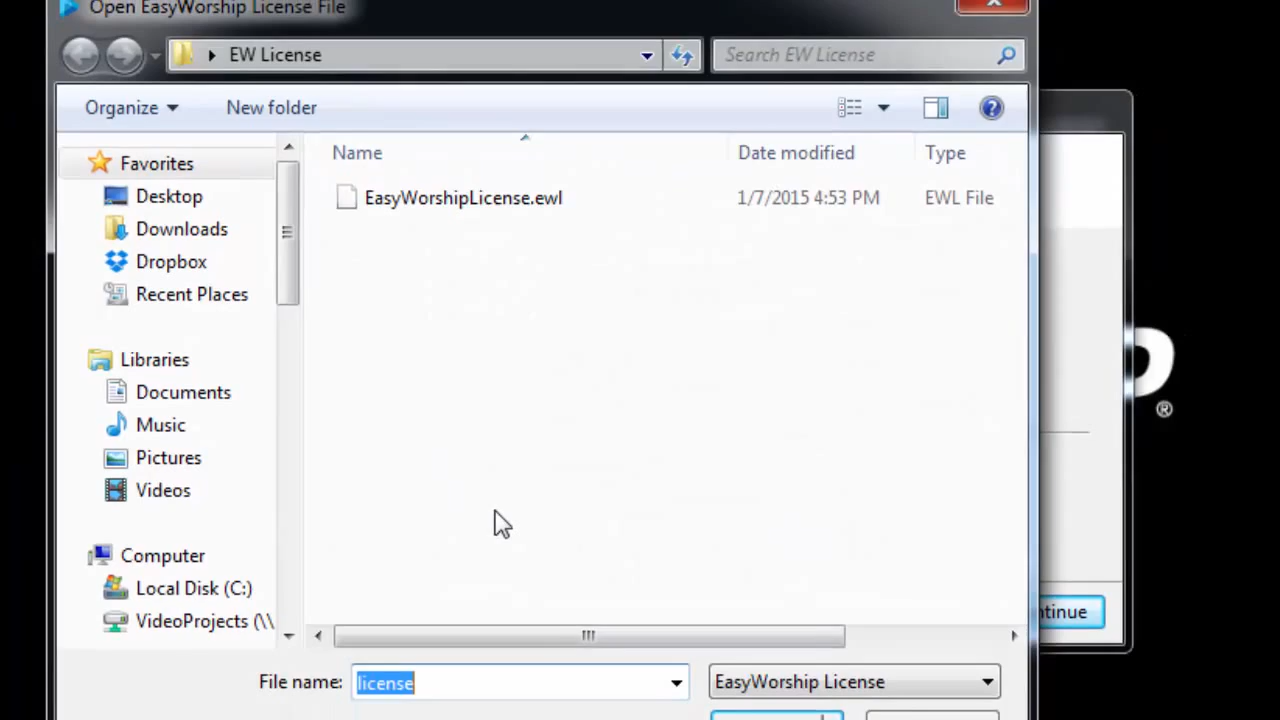 Open EasyWorship License File
EW License
Search EW License
Organize
New folder
Name
Date modified
Type
EasyWorshipLicense.ewl
1/7/2015 4:53 PM
EWL File
Favorites
Desktop
Downloads
Dropbox
Recent Places
Libraries
Documents
Music
Pictures
Videos
Computer
Local Disk (C:)
VideoProjects (\\
ntinue
p
®
File name:
license
EasyWorship License